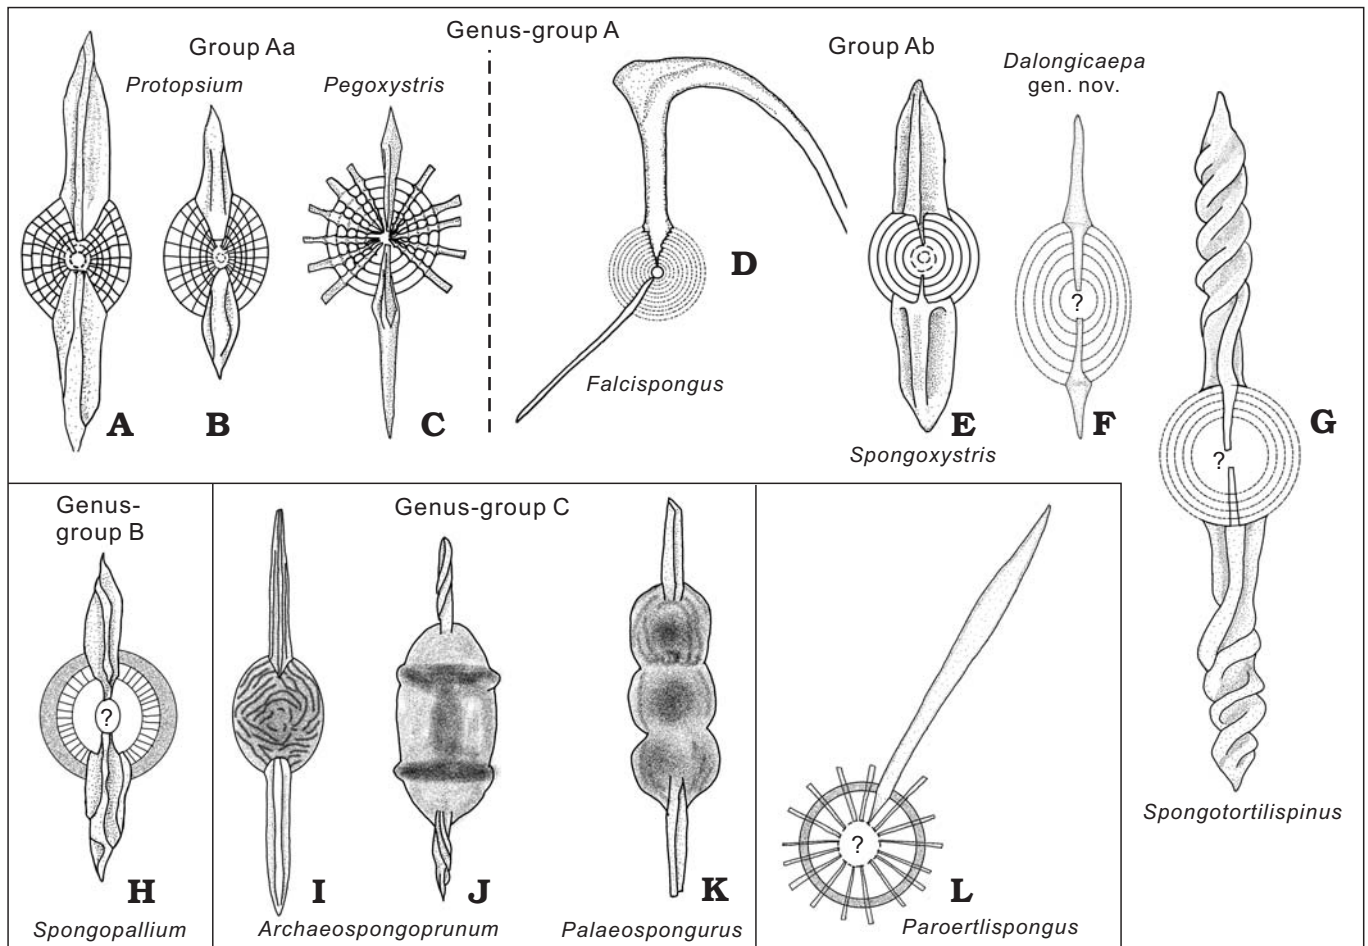 Genus-group A
Group Aa
Group Ab
Protopsium
Pegoxystris
Dalongicaepa
gen. nov.
A
B
C
D
Falcispongus
E
Spongoxystris
?
F
?
G
Spongotortilispinus
Genus-
group B
?
H
Spongopallium
Genus-group C
I
J
Archaeospongoprunum
K
Palaeospongurus
?
L
Paroertlispongus